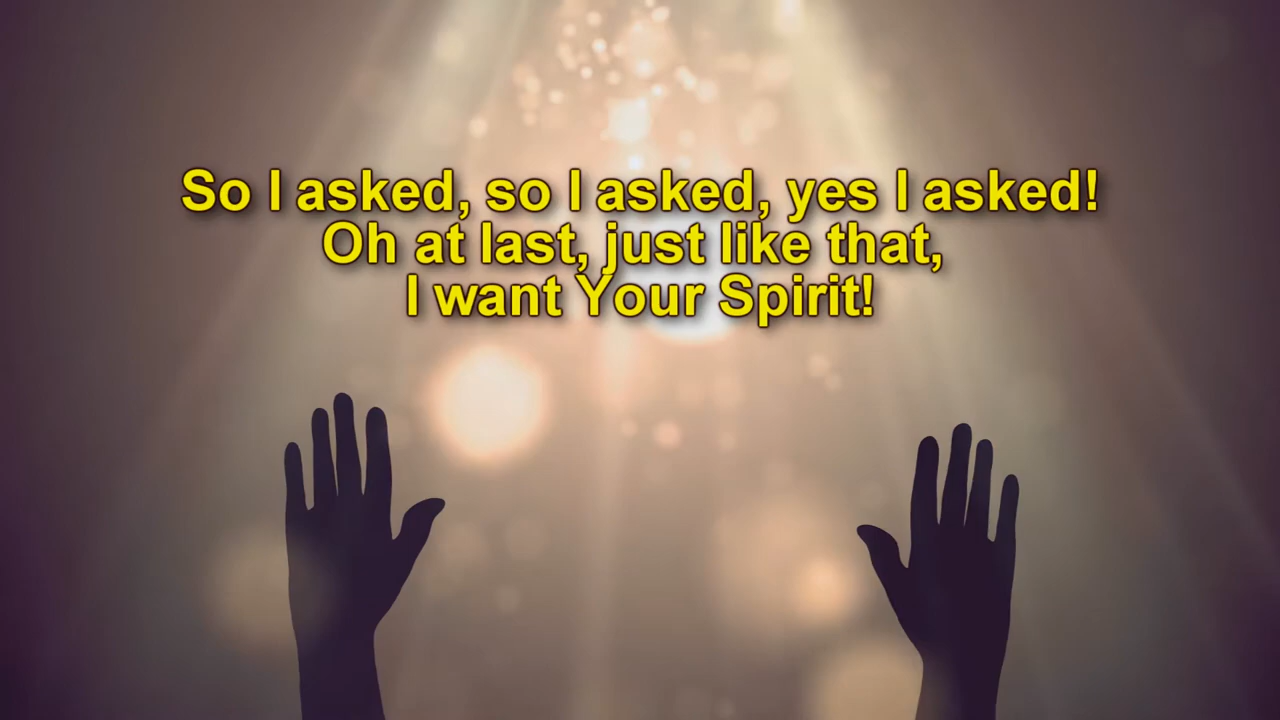 So I asked, so I asked, yes I asked!
Oh at last, just like that,
I want Your Spirit!